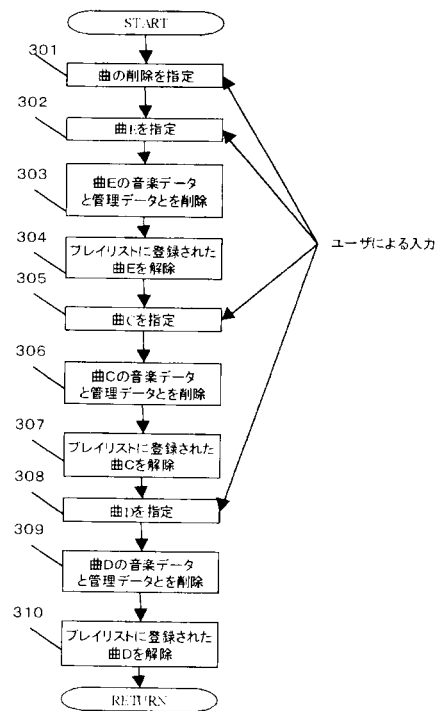 START
301
曲の削除を指定
302
曲Eを指定
303
曲Eの音楽データ
と管理データとを削除
304
プレイリストに登録された
曲Eを解除
305
曲Cを指定
306
曲Cの音楽データ
と管理データとを削除
307
プレイリストに登録された
曲Cを解除
308
曲Dを指定
309
曲Dの音楽データ
と管理データとを削除
310
プレイリストに登録された
曲Dを解除
RETURN
ユーザによる入力